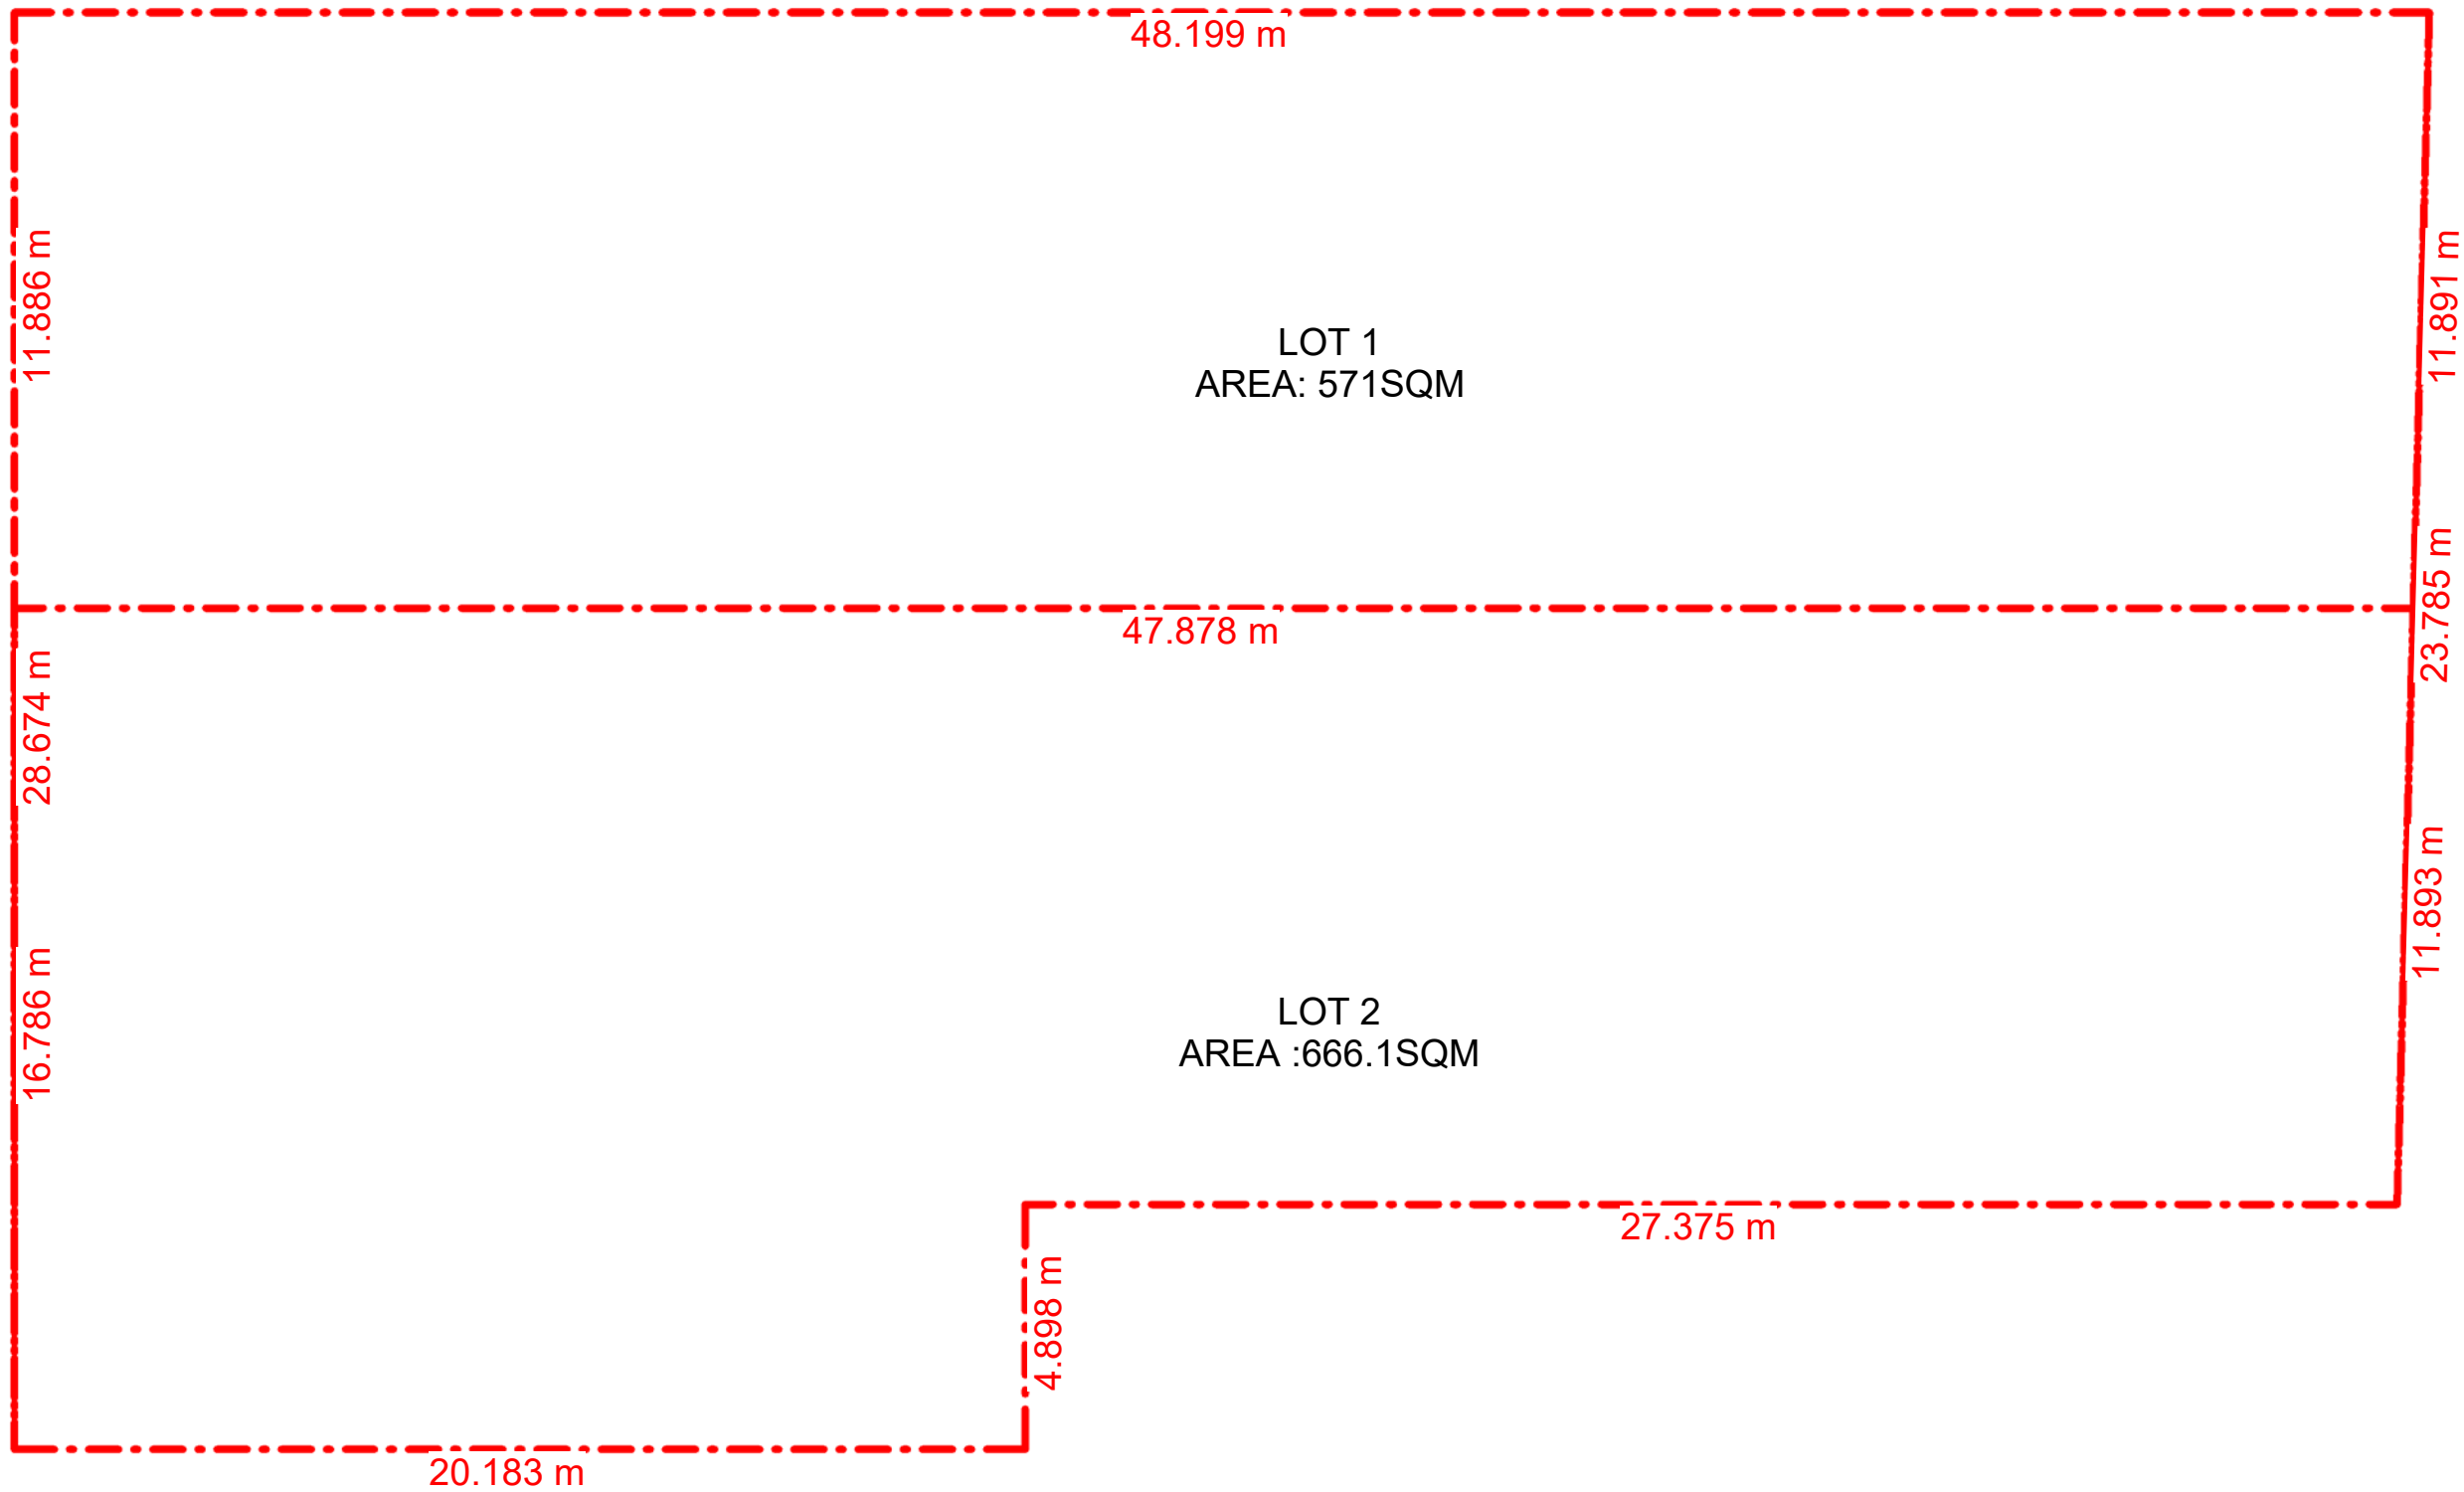 48.199 m
11.886 m
11.891 m
LOT 1
AREA: 571SQM
23.785 m
47.878 m
28.674 m
11.893 m
16.786 m
LOT 2
AREA :666.1SQM
27.375 m
4.898 m
20.183 m